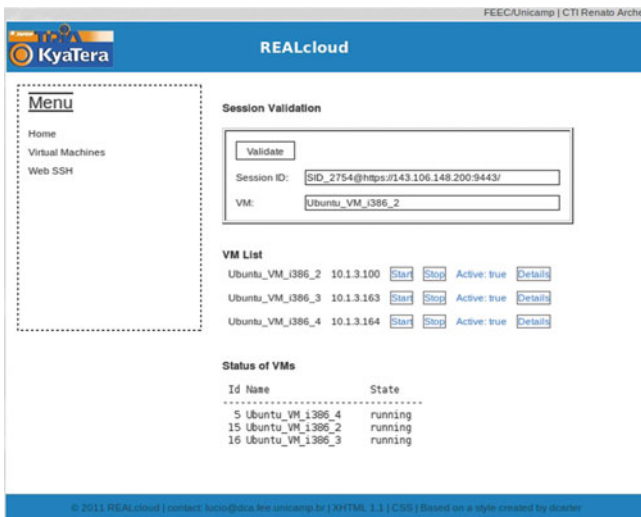 FEEC/Unicamp | CTI Renato Arche
KyaTera
REALcloud
Menu
Home
Virtual Machines
Web SSH
Session Validation
Validate
Session ID: SID_2754@https://143.106.148.200:9443/
VM: Ubuntu_VM_i386_2
VM List
Ubuntu_VM_i386_2 10.1.3.100 Start Stop Active: true Details
Ubuntu_VM_i386_3 10.1.3.163 Start Stop Active: true Details
Ubuntu_VM_i386_4 10.1.3.164 Start Stop Active: true Details
Status of VMs
Id Name State
5 Ubuntu_VM_i386_4 running
15 Ubuntu_VM_i386_2 running
16 Ubuntu_VM_i386_3 running
© 2011 REALcloud | contact: lucio@dca.fee.unicamp.br | XHTML 1.1 | CSS | Based on a style created by dcarter